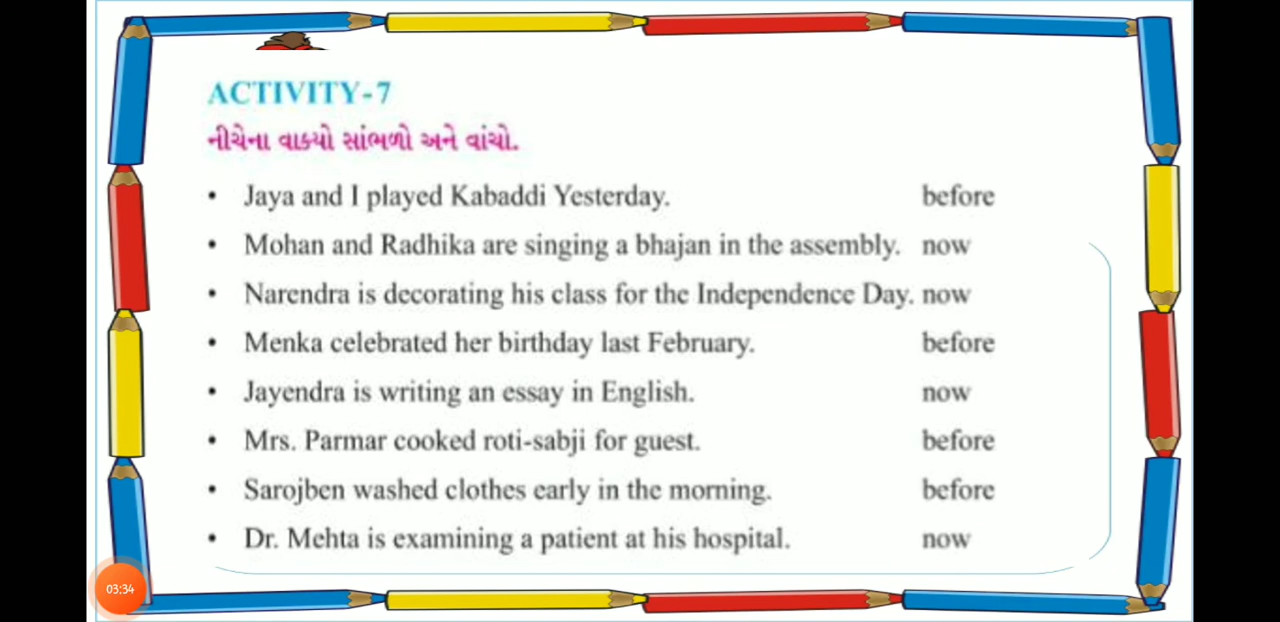 ACTIVITY-7
નીચેના વાક્યો સાંભળો અને વાંચો.
• Jaya and I played Kabaddi Yesterday. before
• Mohan and Radhika are singing a bhajan in the assembly. now
• Narendra is decorating his class for the Independence Day. now
• Menka celebrated her birthday last February. before
• Jayendra is writing an essay in English. now
• Mrs. Parmar cooked roti-sabji for guest. before
• Sarojben washed clothes early in the morning. before
• Dr. Mehta is examining a patient at his hospital. now
03:34